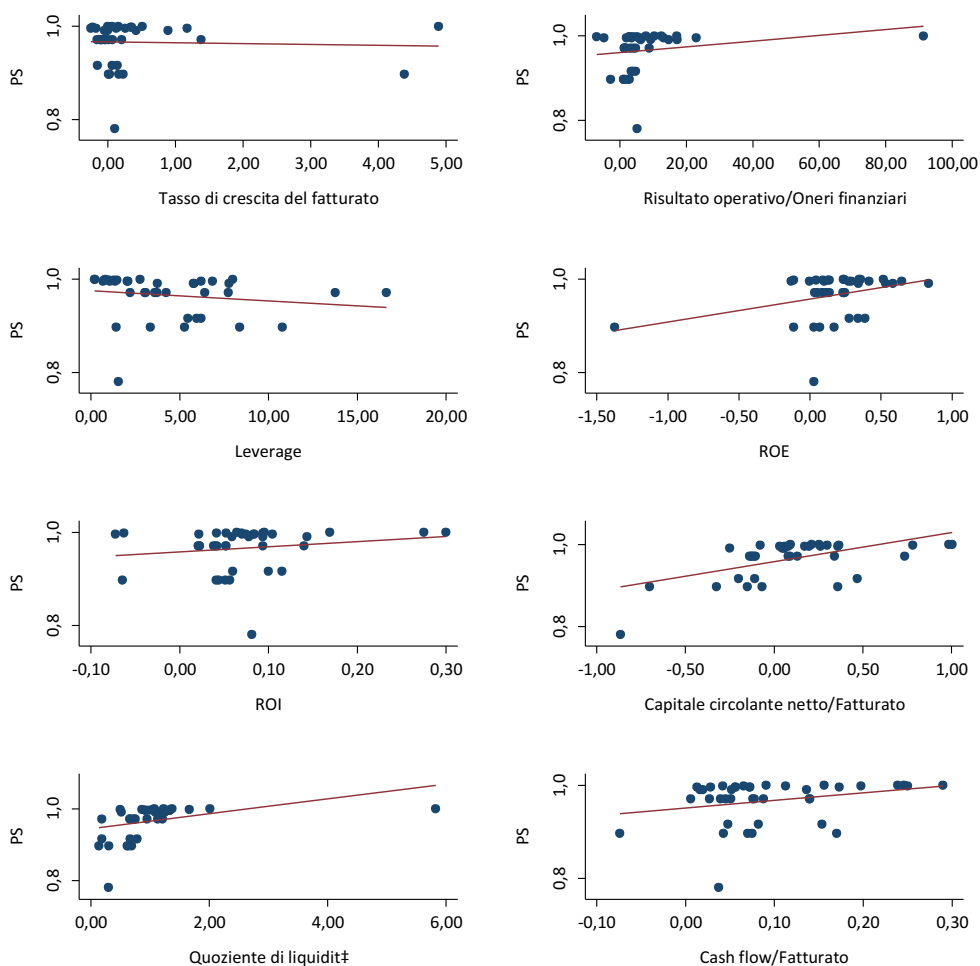 PS
1,0
0,8
0,00 1,00 2,00 3,00 4,00 5,00
Tasso di crescita del fatturato
PS
1,0
0,8
0,00 20,00 40,00 60,00 80,00 100,00
Risultato operativo/Oneri finanziari
PS
1,0
0,8
0,00 5,00 10,00 15,00 20,00
Leverage
PS
1,0
0,8
-1,50 -1,00 -0,50 0,00 0,50 1,00
ROE
PS
1,0
0,8
-0,10 0,00 0,10 0,20 0,30
ROI
PS
1,0
0,8
-1,00 -0,50 0,00 0,50 1,00
Capitale circolante netto/Fatturato
PS
1,0
0,8
0,00 2,00 4,00 6,00
Quoziente di liquidit‡
PS
1,0
0,8
-0,10 0,00 0,10 0,20 0,30
Cash flow/Fatturato